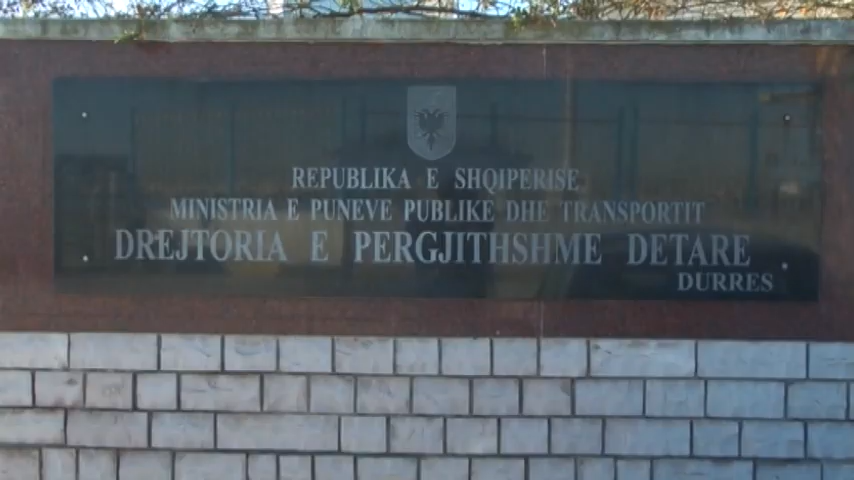 REPUBLIKA E SHQIPERISE
MINISTRIA E PUNEVE PUBLIKE DHE TRANSPORTIT
DREJTORIA E PERGJITHSHME DETARE
DURRES